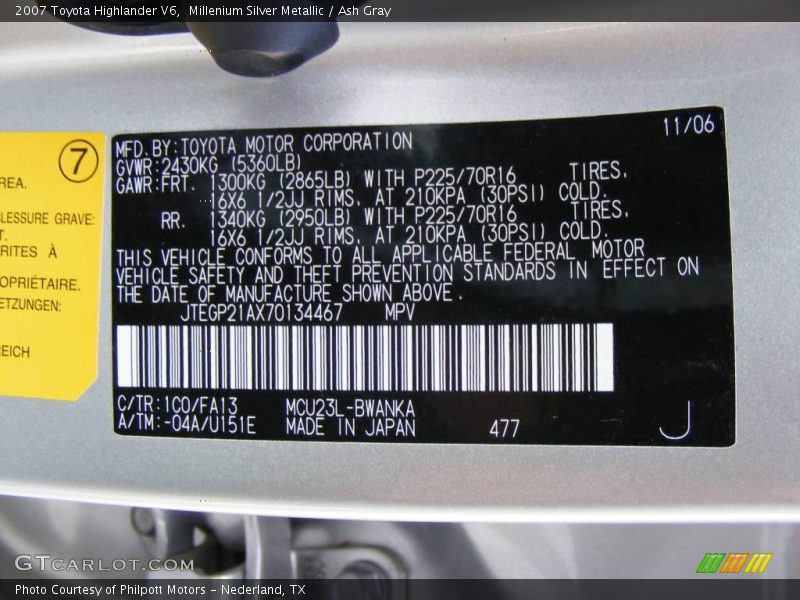 2007 Toyota Highlander V6, Millenium Silver Metallic / Ash Gray
7
REA.
LESSURE GRAVE:
T.
RITES À
OPRIÉTAIRE.
ETZUNGEN:
REICH
11/06
MFD. BY:TOYOTA MOTOR CORPORATION
GVWR:2430KG (5360LB)
GAWR:FRT. 1300KG (2865LB) WITH P225/70R16 TIRES,
16X6 1/2JJ RIMS, AT 210KPA (30PSI) COLD.
RR. 1340KG (2950LB) WITH P225/70R16 TIRES,
16X6 1/2JJ RIMS, AT 210KPA (30PSI) COLD.
THIS VEHICLE CONFORMS TO ALL APPLICABLE FEDERAL MOTOR
VEHICLE SAFETY AND THEFT PREVENTION STANDARDS IN EFFECT ON
THE DATE OF MANUFACTURE SHOWN ABOVE.
JTEGP21AX70134467 MPV
C/TR:1C0/FA13 MCU23L-BWANKA
A/TM:-04A/U151E MADE IN JAPAN 477 J
GTCARLOT.COM
Photo Courtesy of Philpott Motors - Nederland, TX